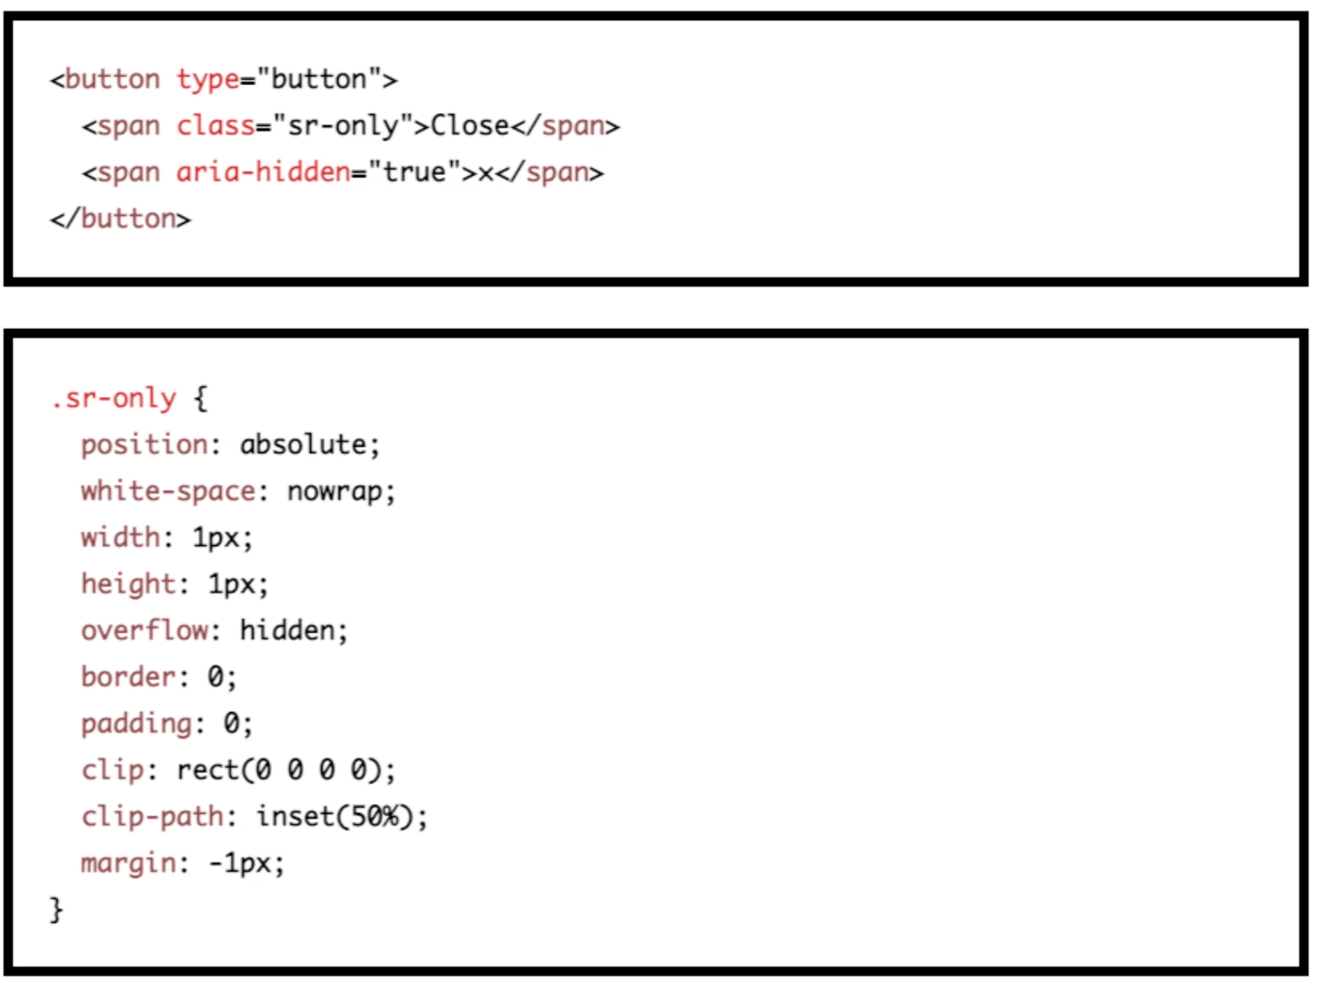 <button type="button">
  <span class="sr-only">Close</span>
  <span aria-hidden="true">x</span>
</button>
.sr-only {
  position: absolute;
  white-space: nowrap;
  width: 1px;
  height: 1px;
  overflow: hidden;
  border: 0;
  padding: 0;
  clip: rect(0 0 0 0);
  clip-path: inset(50%);
  margin: -1px;
}